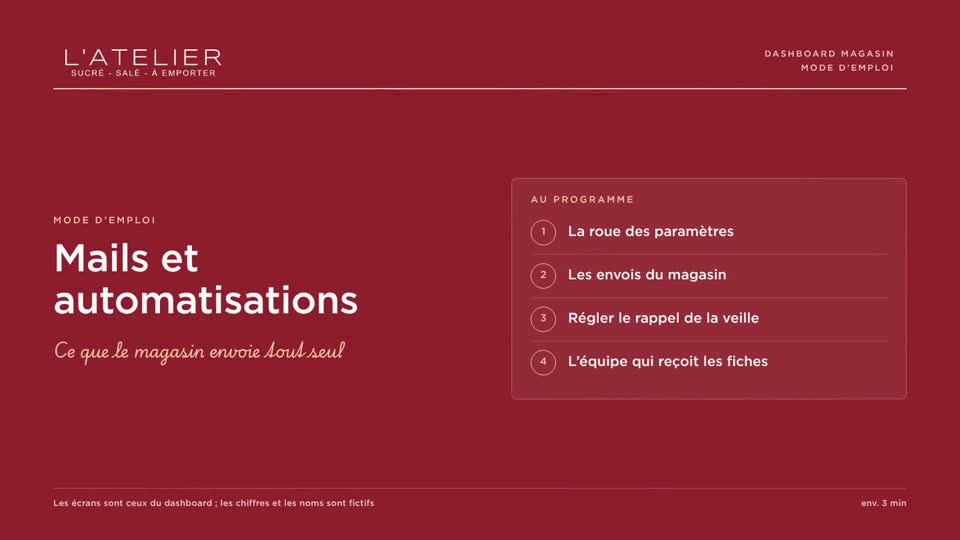 L'ATELIER
SUCRÉ - SALÉ - À EMPORTER
DASHBOARD MAGASIN
MODE D'EMPLOI
MODE D'EMPLOI
Mails et
automatisations
Ce que le magasin envoie tout seul
AU PROGRAMME
1 La roue des paramètres
2 Les envois du magasin
3 Régler le rappel de la veille
4 L’équipe qui reçoit les fiches
Les écrans sont ceux du dashboard ; les chiffres et les noms sont fictifs
env. 3 min